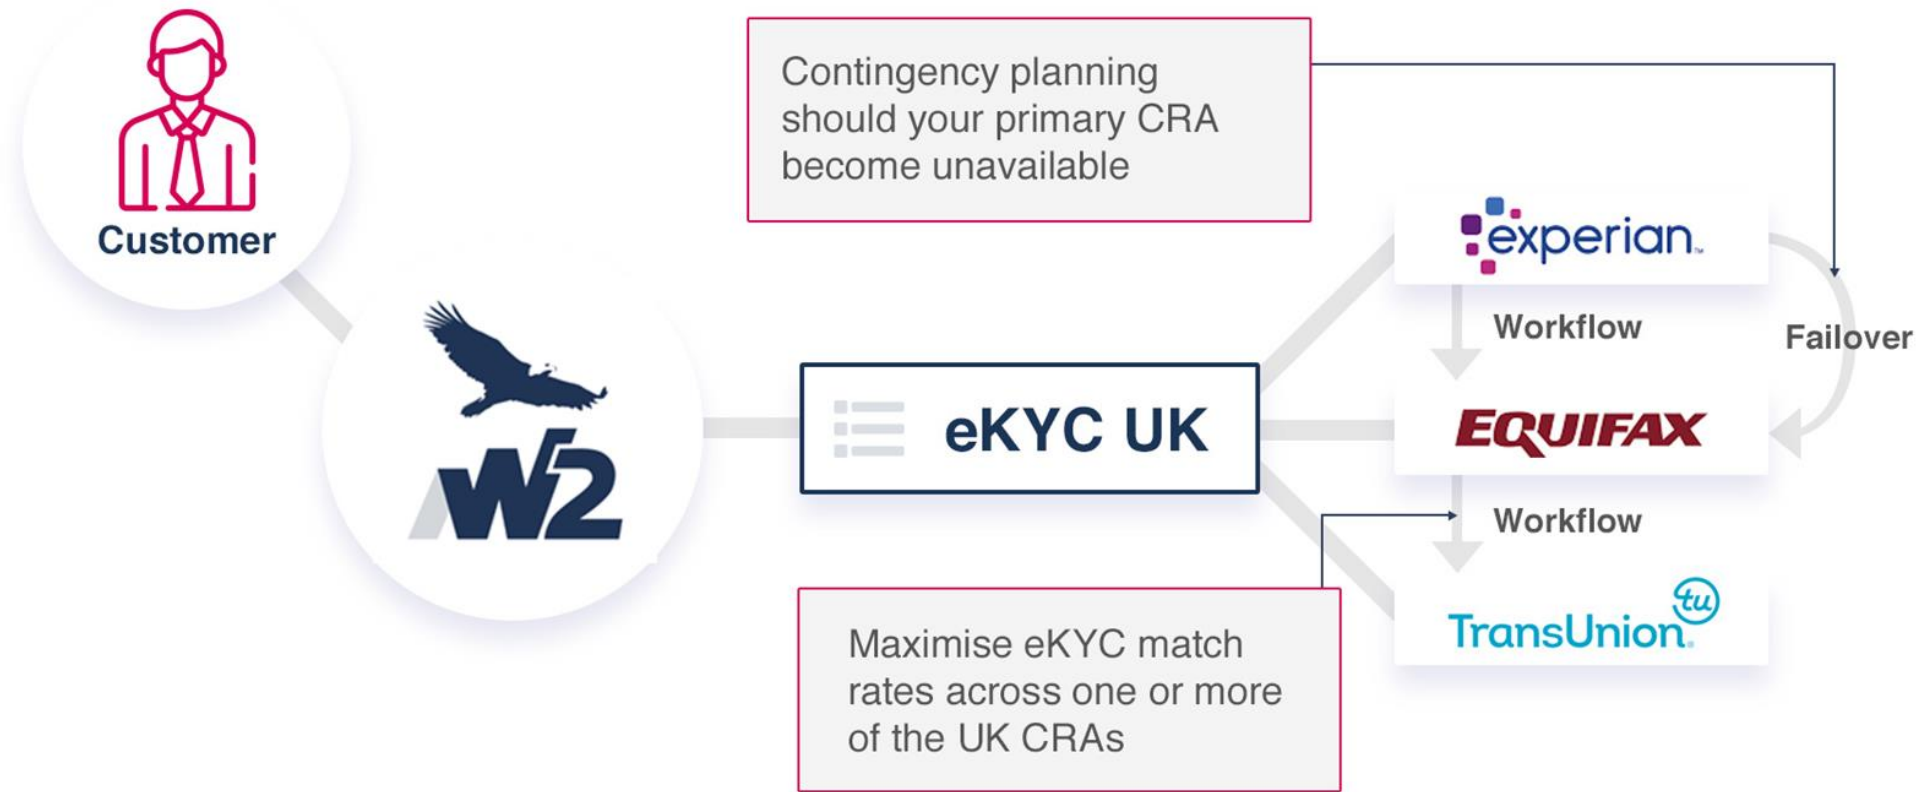 Customer
W2
eKYC UK
Contingency planning
should your primary CRA
become unavailable
experian™
Workflow
Failover
EQUIFAX
Workflow
tu
TransUnion®
Maximise eKYC match
rates across one or more
of the UK CRAs